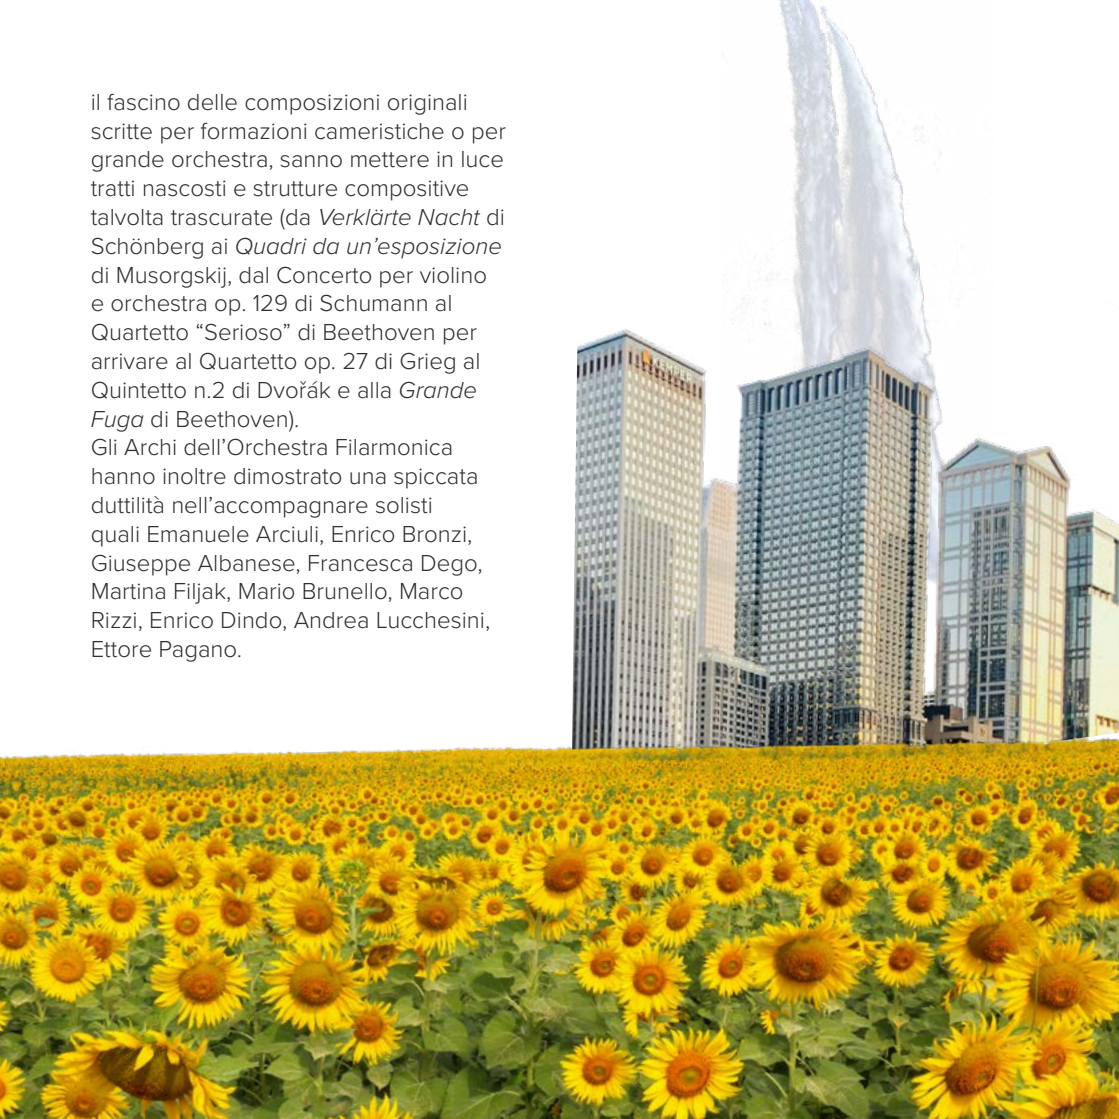 il fascino delle composizioni originali
scritte per formazioni cameristiche o per
grande orchestra, sanno mettere in luce
tratti nascosti e strutture compositive
talvolta trascurate (da Verklärte Nacht di
Schönberg ai Quadri da un’esposizione
di Musorgskij, dal Concerto per violino
e orchestra op. 129 di Schumann al
Quartetto “Serioso” di Beethoven per
arrivare al Quartetto op. 27 di Grieg al
Quintetto n.2 di Dvořák e alla Grande
Fuga di Beethoven).
Gli Archi dell’Orchestra Filarmonica
hanno inoltre dimostrato una spiccata
duttilità nell’accompagnare solisti
quali Emanuele Arciuli, Enrico Bronzi,
Giuseppe Albanese, Francesca Dego,
Martina Filjak, Mario Brunello, Marco
Rizzi, Enrico Dindo, Andrea Lucchesini,
Ettore Pagano.